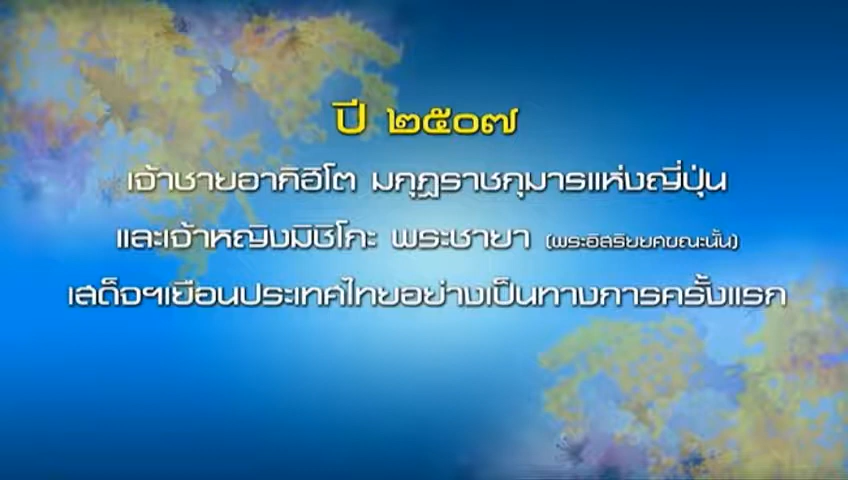 ปี ๒๕๐๗
เจ้าชายอากิฮิโต มกุฎราชกุมารแห่งญี่ปุ่น
และเจ้าหญิงมิชิโกะ พระชายา (พระอิสริยยศขณะนั้น)
เสด็จฯเยือนประเทศไทยอย่างเป็นทางการครั้งแรก